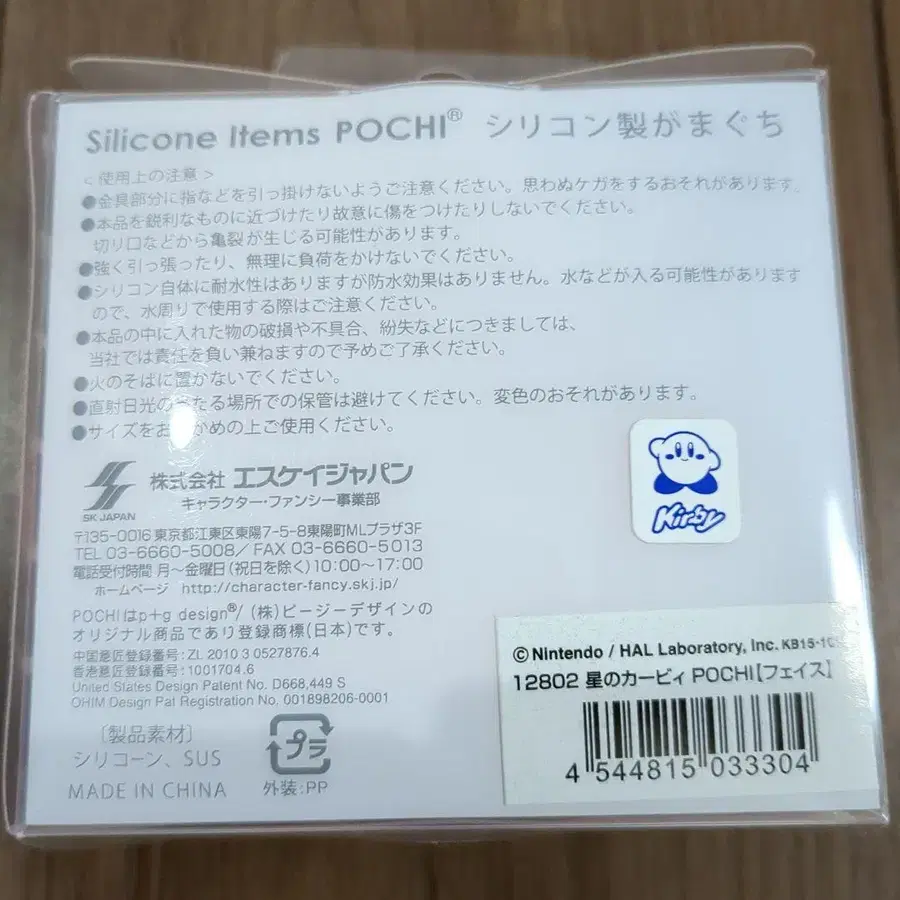 Silicone Items POCHI® シリコン製がまぐち
< 使用上の注意 >
●金具部分に指などを引っ掛けないようご注意ください。思わぬケガをするおそれがあります。
●本品を鋭利なものに近づけたり故意に傷をつけたりしないでください。
切り口などから亀裂が生じる可能性があります。
●強く引っ張ったり、無理に負荷をかけないでください。
●シリコン自体に耐水性はありますが防水効果はありません。水などが入る可能性があります
ので、水周りで使用する際はご注意ください。
●本品の中に入れた物の破損や不具合、紛失などにつきましては、
当社では責任を負い兼ねますので予めご了承ください。
●火のそばに置かないでください。
●直射日光の たる場所での保管は避けてください。変色のおそれがあります。
●サイズをお かめの上ご使用ください。
SK JAPAN
株式会社 エスケイジャパン
キャラクター・ファンシー事業部
〒135-0016 東京都江東区東陽7-5-8東陽町MLプラザ3F
TEL 03-6660-5008/ FAX 03-6660-5013
電話受付時間 月〜金曜日(祝日を除く)10:00〜17:00
ホームページ http://character-fancy.skj.jp/
POCHIはp+g design®/ (株)ピージーデザインの
オリジナル商品であり登録商標(日本)です。
中国意匠登録番号:ZL 2010 3 0527876.4
香港意匠登録番号:1001704.6
United States Design Patent No. D668,449 S
OHIM Design Pat Registration No. 001898206-0001
[製品素材]
シリコーン、SUS
MADE IN CHINA
プラ
外装:PP
Kirby
© Nintendo / HAL Laboratory, Inc. KB15-10
12802 星のカービィ POCHI【フェイス】
4 544815 033304